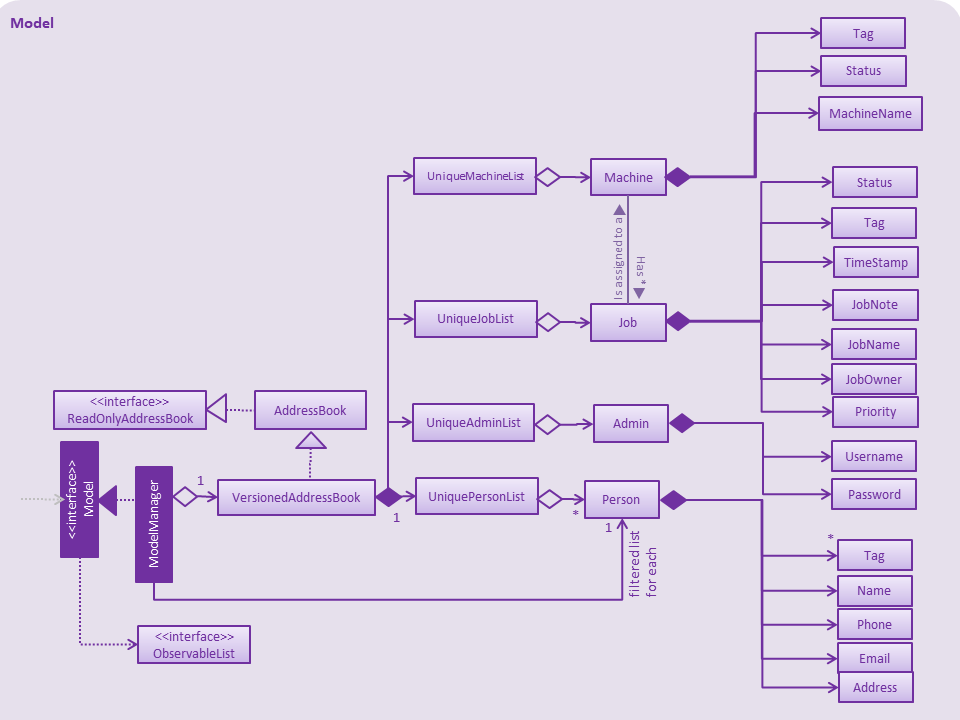 Model
Tag
Status
MachineName
UniqueMachineList
Machine
Status
Tag
TimeStamp
Is assigned to a
Has *
UniqueJobList
Job
JobNote
JobName
JobOwner
Priority
<<interface>>
ReadOnlyAddressBook
AddressBook
UniqueAdminList
Admin
Username
Password
<<interface>>
Model
ModelManager
1
VersionedAddressBook
1
UniquePersonList
*
Person
1
filtered list
for each
*
Tag
Name
Phone
Email
Address
<<interface>>
ObservableList